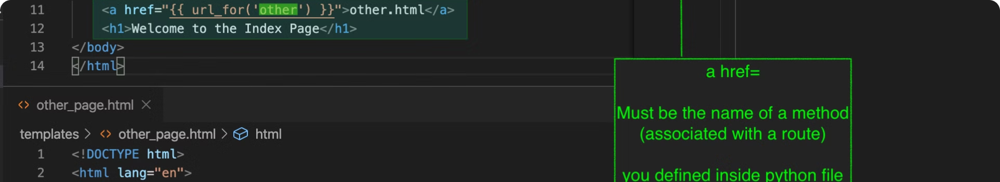 11 <a href="{{ url_for('other') }}">other.html</a>
12 <h1>Welcome to the Index Page</h1>
13 </body>
14 </html>
a href=
Must be the name of a method
(associated with a route)
you defined inside python file
other_page.html
templates > other_page.html > html
1 <!DOCTYPE html>
2 <html lang="en">